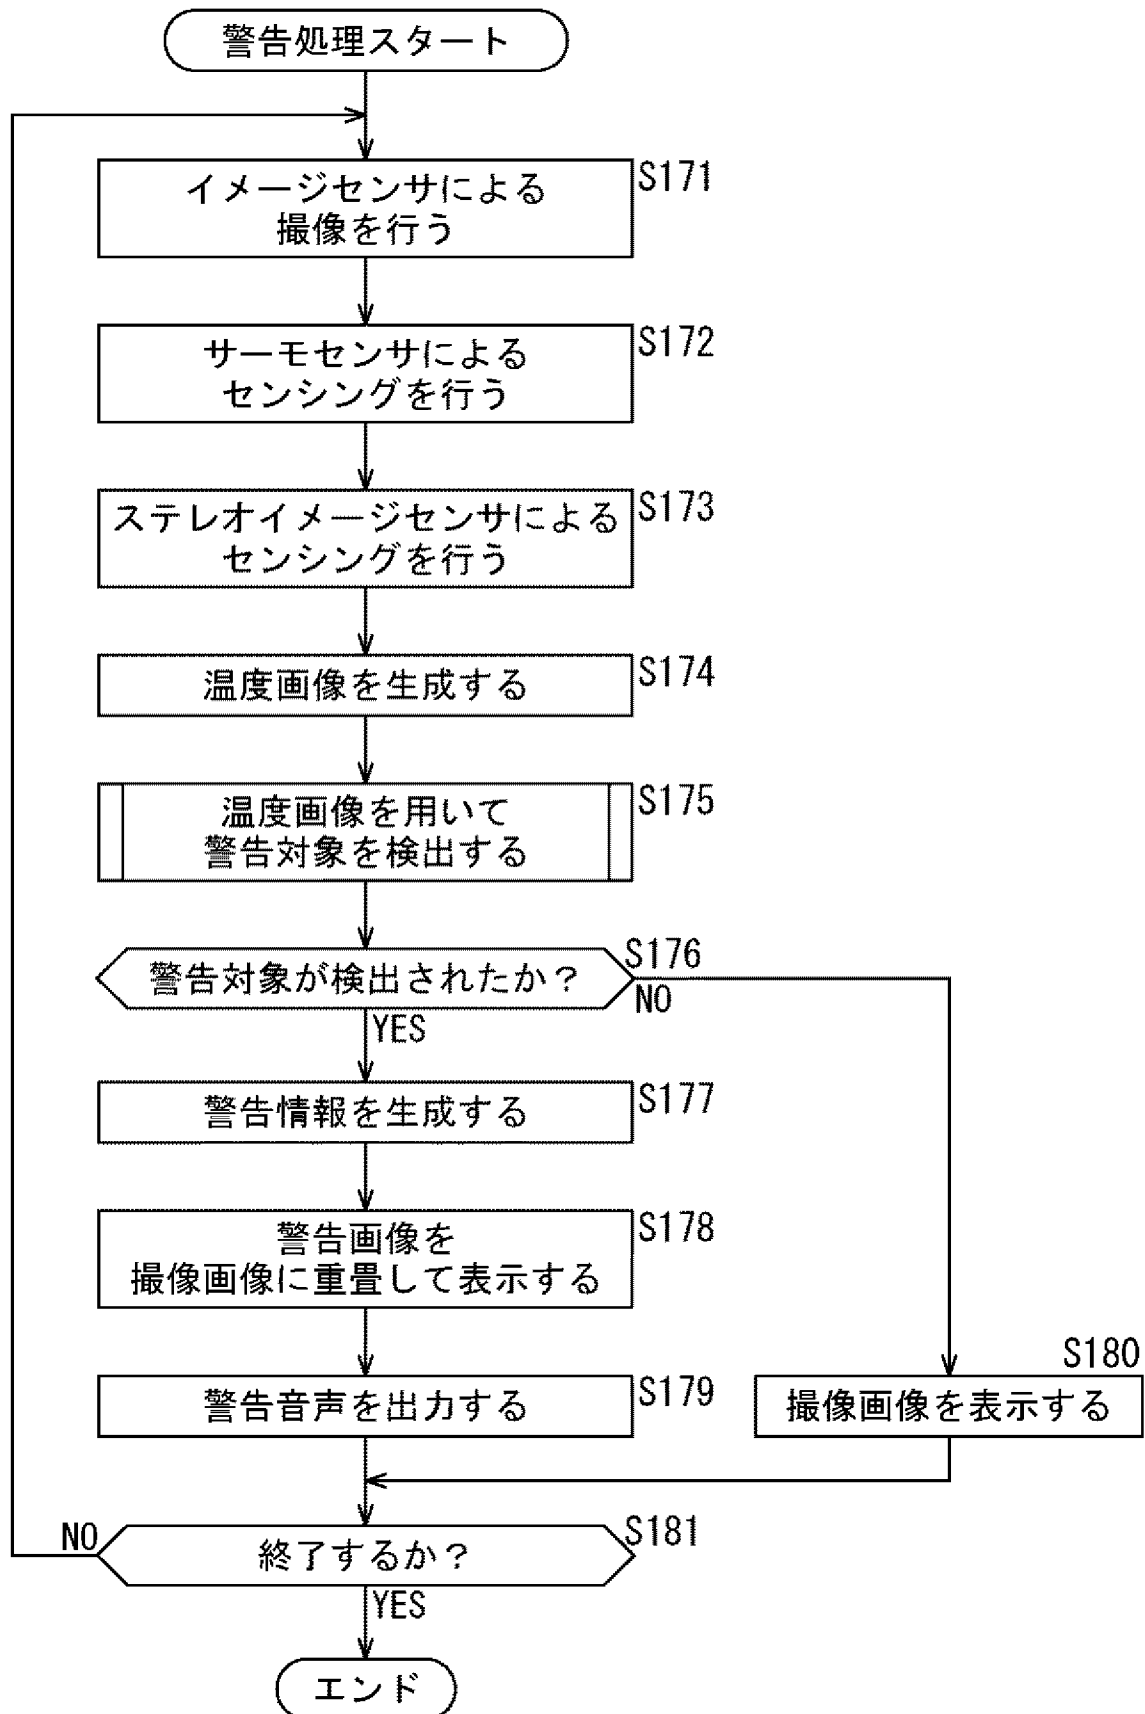 警告処理スタート
イメージセンサによる
撮像を行う
S171
サーモセンサによる
センシングを行う
S172
ステレオイメージセンサによる
センシングを行う
S173
温度画像を生成する
S174
温度画像を用いて
警告対象を検出する
S175
警告対象が検出されたか？
S176
NO
YES
警告情報を生成する
S177
警告画像を
撮像画像に重畳して表示する
S178
警告音声を出力する
S179
S180
撮像画像を表示する
NO
終了するか？
S181
YES
エンド